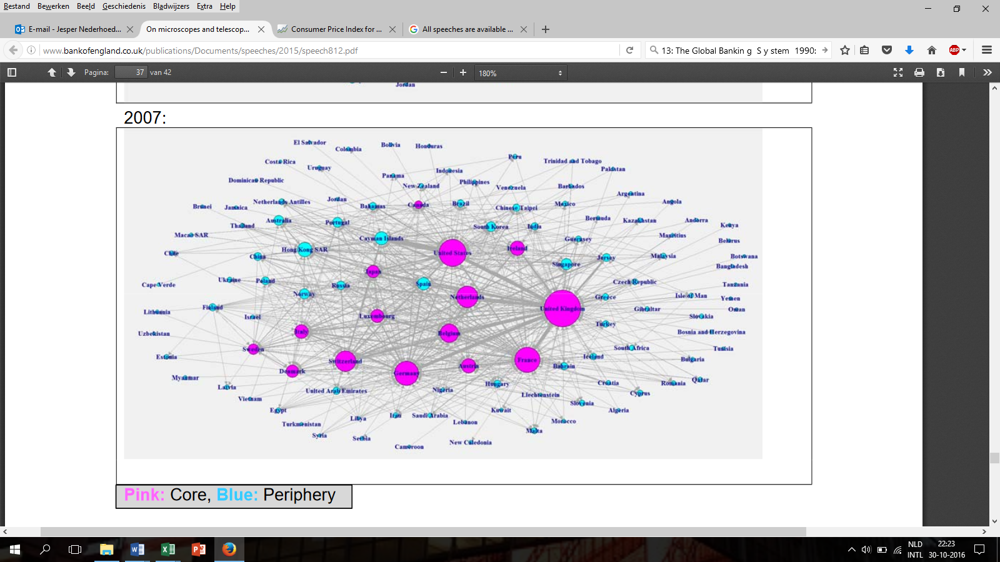 Bestand Bewerken Beeld Geschiedenis Bladwijzers Extra Help
E-mail - Jesper Nederhoed...
On microscopes and telescop...
Consumer Price Index for ...
All speeches are available ...
www.bankofengland.co.uk/publications/Documents/speeches/2015/speech812.pdf
13: The Global Bankin g S y stem 1990:
ABP
Pagina: 37 van 42
180%
Jordan
2007:
El Salvador
Colombia
Bolivia
Honduras
Peru
Trinidad and Tobago
Costa Rica
Uruguay
Indonesia
Pakistan
Panama
Dominican Republic
New Zealand
Philippines
Venezuela
Barbados
Argentina
Brunei
Jamaica
Netherlands Antilles
Jordan
Bahamas
Canada
Brazil
Chinese Taipei
Mexico
Angola
Thailand
Australia
Portugal
South Korea
India
Bermuda
Kazakhstan
Andorra
Kenya
Macao SAR
Cayman Islands
Guernsey
Mauritius
Belarus
Chile
China
Hong Kong SAR
United States
Ireland
Singapore
Jersey
Malaysia
Botswana
Bangladesh
Japan
Ukraine
Poland
Cape Verde
Russia
Spain
Czech Republic
Tanzania
Norway
Netherlands
Greece
Isle of Man
Yemen
Lithuania
Finland
United Kingdom
Gibraltar
Oman
Israel
Luxembourg
Slovakia
Uzbekistan
Italy
Belgium
Turkey
Bosnia and Herzegovina
Sweden
South Africa
Tunisia
Estonia
Switzerland
France
Iceland
Bulgaria
Denmark
Germany
Austria
Bahrain
Myanmar
Latvia
United Arab Emirates
Nigeria
Hungary
Croatia
Romania
Qatar
Vietnam
Liechtenstein
Cyprus
Slovenia
Egypt
Libya
Iran
Saudi Arabia
Kuwait
Algeria
Turkmenistan
Lebanon
Morocco
Syria
Serbia
Malta
Cameroon
New Caledonia
Pink: Core, Blue: Periphery
NLD
INTL
22:23
30-10-2016